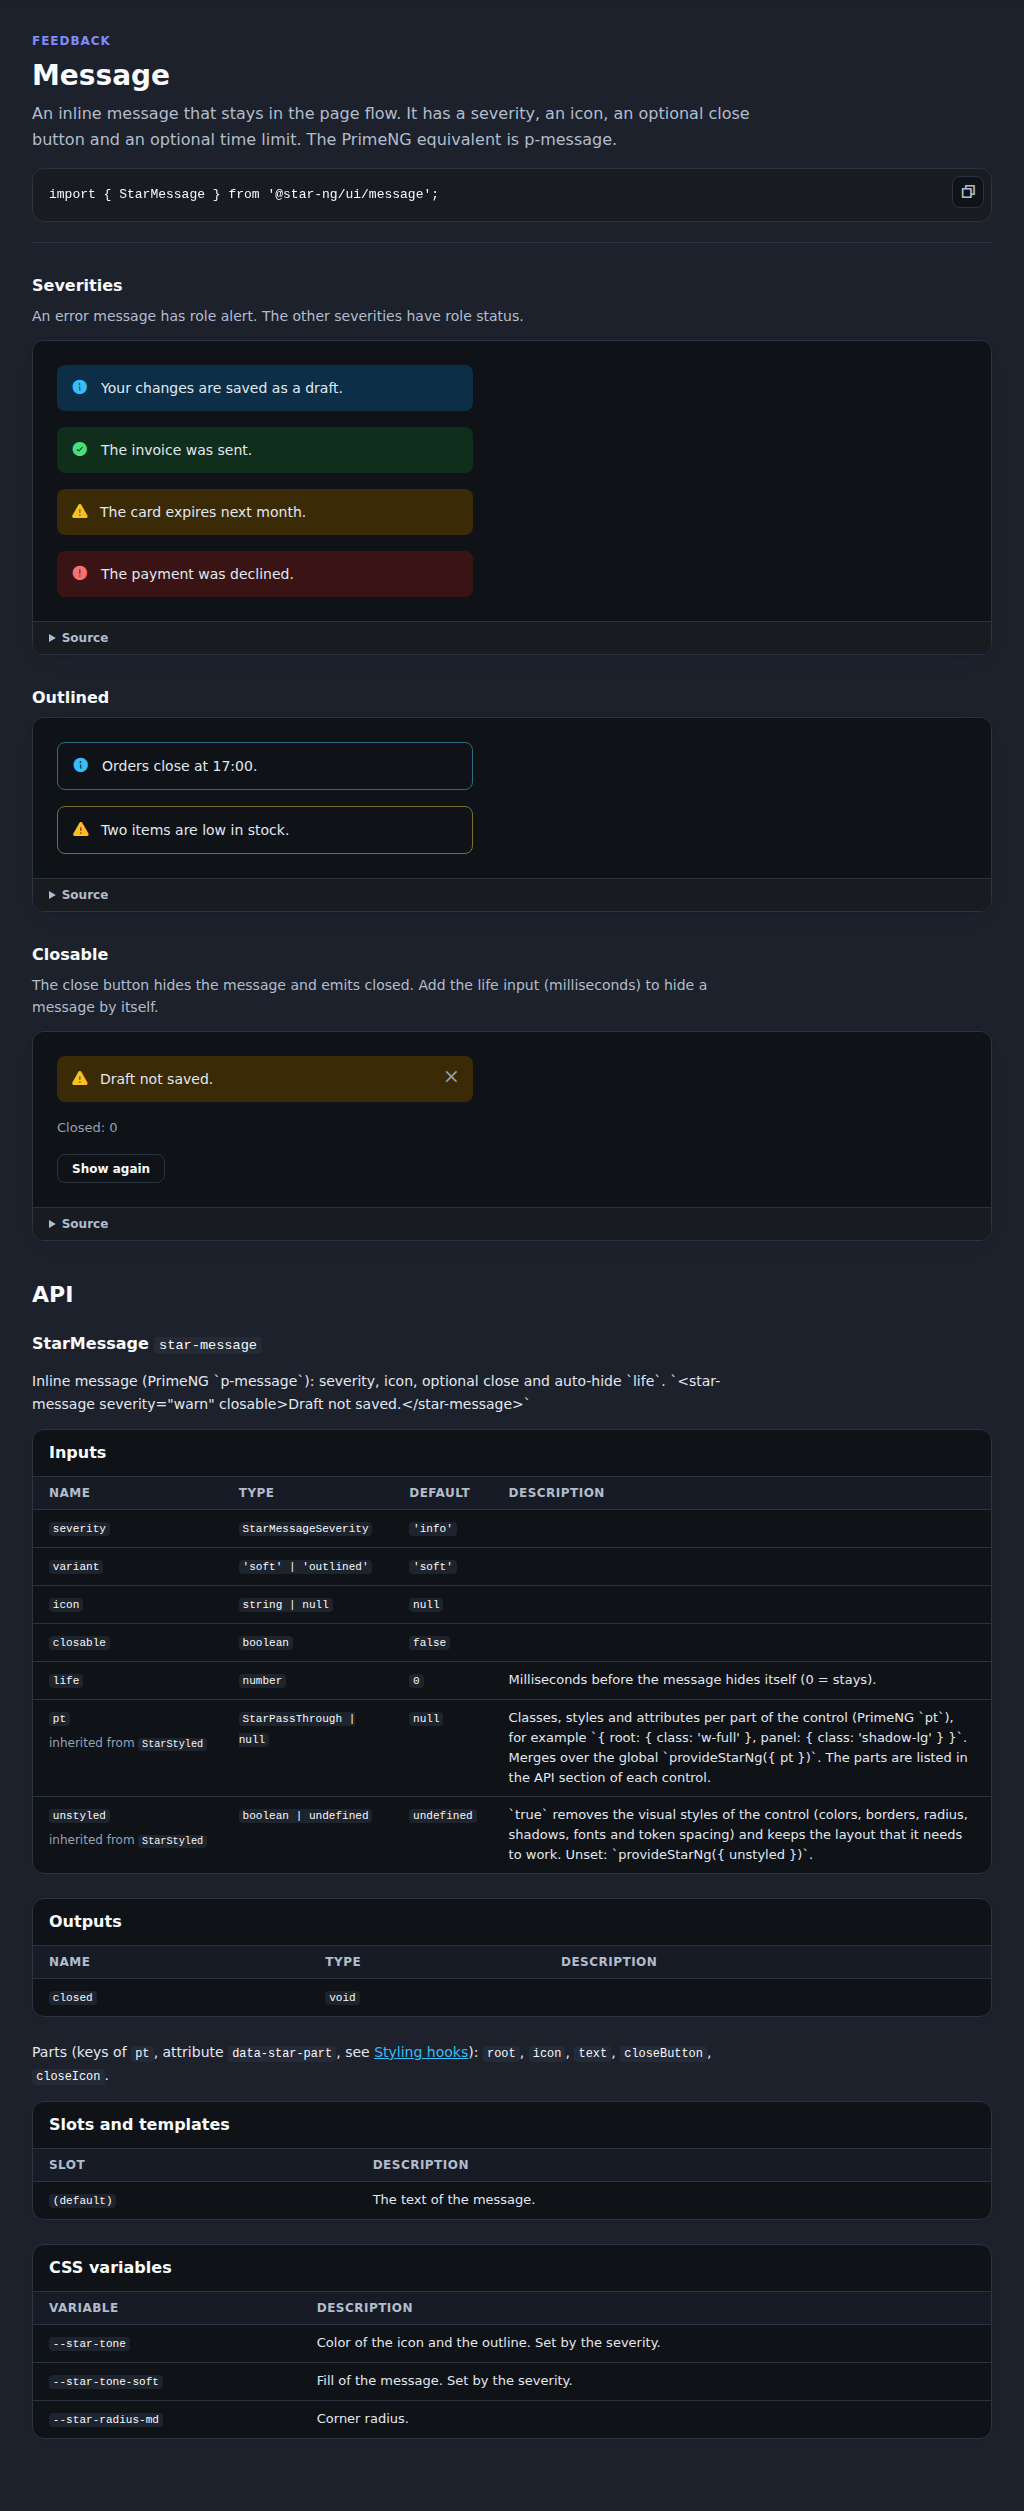 FEEDBACK
Message
An inline message that stays in the page flow. It has a severity, an icon, an optional close
button and an optional time limit. The PrimeNG equivalent is p-message.
import { StarMessage } from '@star-ng/ui/message';
Severities
An error message has role alert. The other severities have role status.
Your changes are saved as a draft.
The invoice was sent.
The card expires next month.
The payment was declined.
Source
Outlined
Orders close at 17:00.
Two items are low in stock.
Source
Closable
The close button hides the message and emits closed. Add the life input (milliseconds) to hide a
message by itself.
Draft not saved.
Closed: 0
Show again
Source
API
StarMessage star-message
Inline message (PrimeNG `p-message`): severity, icon, optional close and auto-hide `life`. `<star-
message severity="warn" closable>Draft not saved.</star-message>`
Inputs
NAME TYPE DEFAULT DESCRIPTION
severity StarMessageSeverity 'info'
variant 'soft' | 'outlined' 'soft'
icon string | null null
closable boolean false
life number 0 Milliseconds before the message hides itself (0 = stays).
pt StarPassThrough | null Classes, styles and attributes per part of the control (PrimeNG `pt`),
inherited from StarStyled null for example `{ root: { class: 'w-full' }, panel: { class: 'shadow-lg' } }`.
Merges over the global `provideStarNg({ pt })`. The parts are listed in
the API section of each control.
unstyled boolean | undefined undefined `true` removes the visual styles of the control (colors, borders, radius,
inherited from StarStyled shadows, fonts and token spacing) and keeps the layout that it needs
to work. Unset: `provideStarNg({ unstyled })`.
Outputs
NAME TYPE DESCRIPTION
closed void
Parts (keys of pt, attribute data-star-part, see Styling hooks): root, icon, text, closeButton,
closeIcon.
Slots and templates
SLOT DESCRIPTION
(default) The text of the message.
CSS variables
VARIABLE DESCRIPTION
--star-tone Color of the icon and the outline. Set by the severity.
--star-tone-soft Fill of the message. Set by the severity.
--star-radius-md Corner radius.